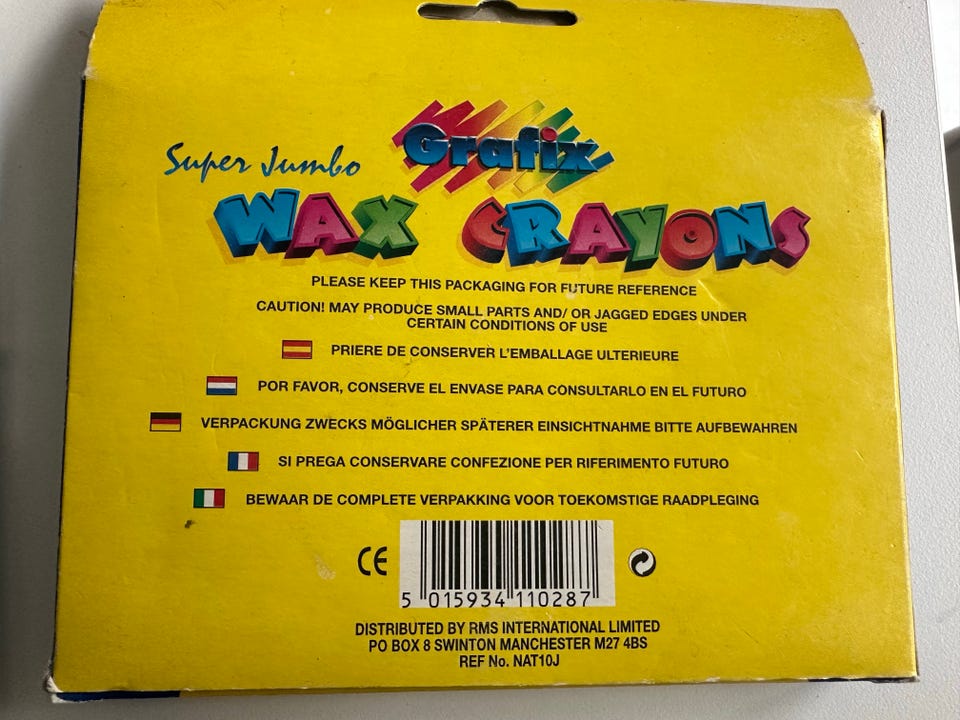 Grafix
Super Jumbo
WAX CRAYONS
PLEASE KEEP THIS PACKAGING FOR FUTURE REFERENCE
CAUTION! MAY PRODUCE SMALL PARTS AND/ OR JAGGED EDGES UNDER
CERTAIN CONDITIONS OF USE
PRIERE DE CONSERVER L'EMBALLAGE ULTERIEURE
POR FAVOR, CONSERVE EL ENVASE PARA CONSULTARLO EN EL FUTURO
VERPACKUNG ZWECKS MÖGLICHER SPÄTERER EINSICHTNAHME BITTE AUFBEWAHREN
SI PREGA CONSERVARE CONFEZIONE PER RIFERIMENTO FUTURO
BEWAAR DE COMPLETE VERPAKKING VOOR TOEKOMSTIGE RAADPLEGING
CE
5 015934 110287
DISTRIBUTED BY RMS INTERNATIONAL LIMITED
PO BOX 8 SWINTON MANCHESTER M27 4BS
REF No. NAT10J